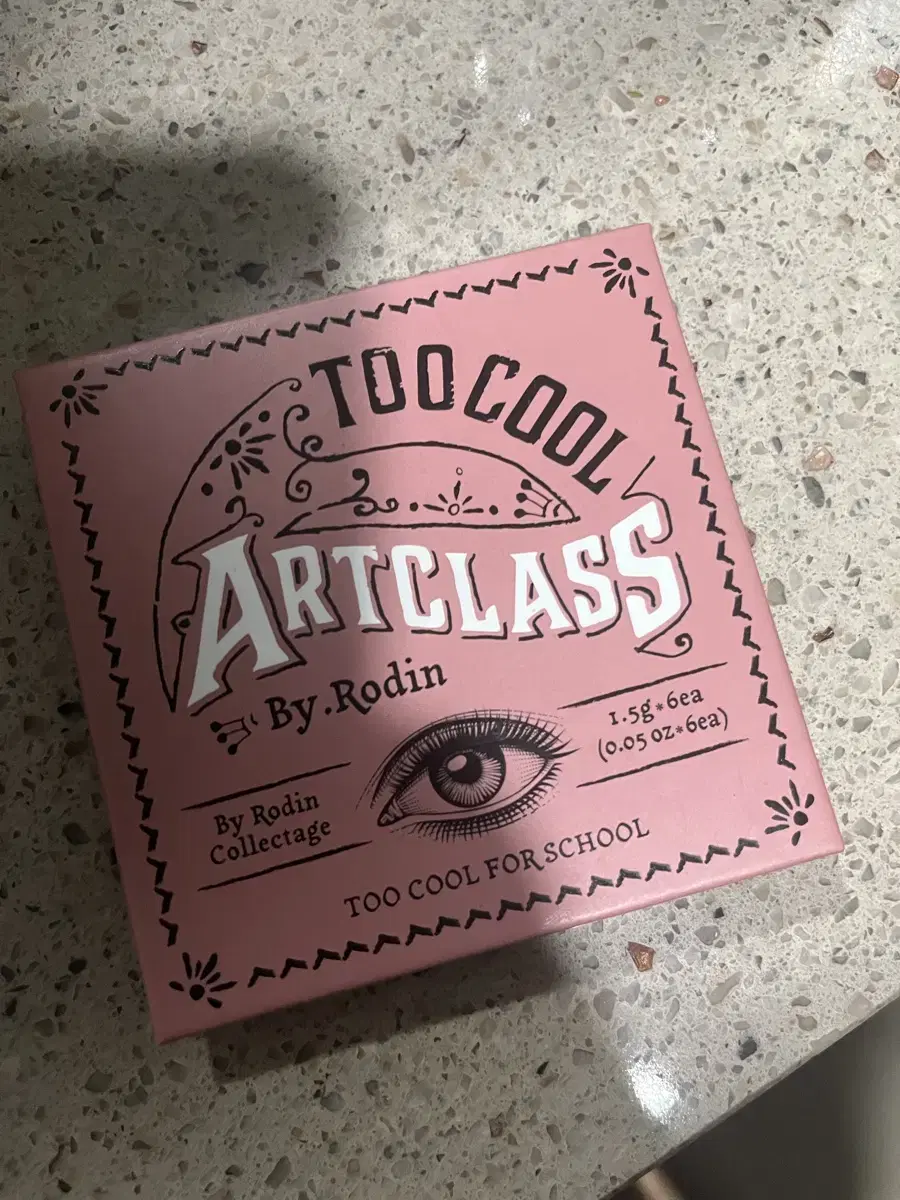 TOO COOL
ARTCLASS
By.Rodin
1.5g*6ea
(0.05 oz*6ea)
By Rodin
Collectage
TOO COOL FOR SCHOOL